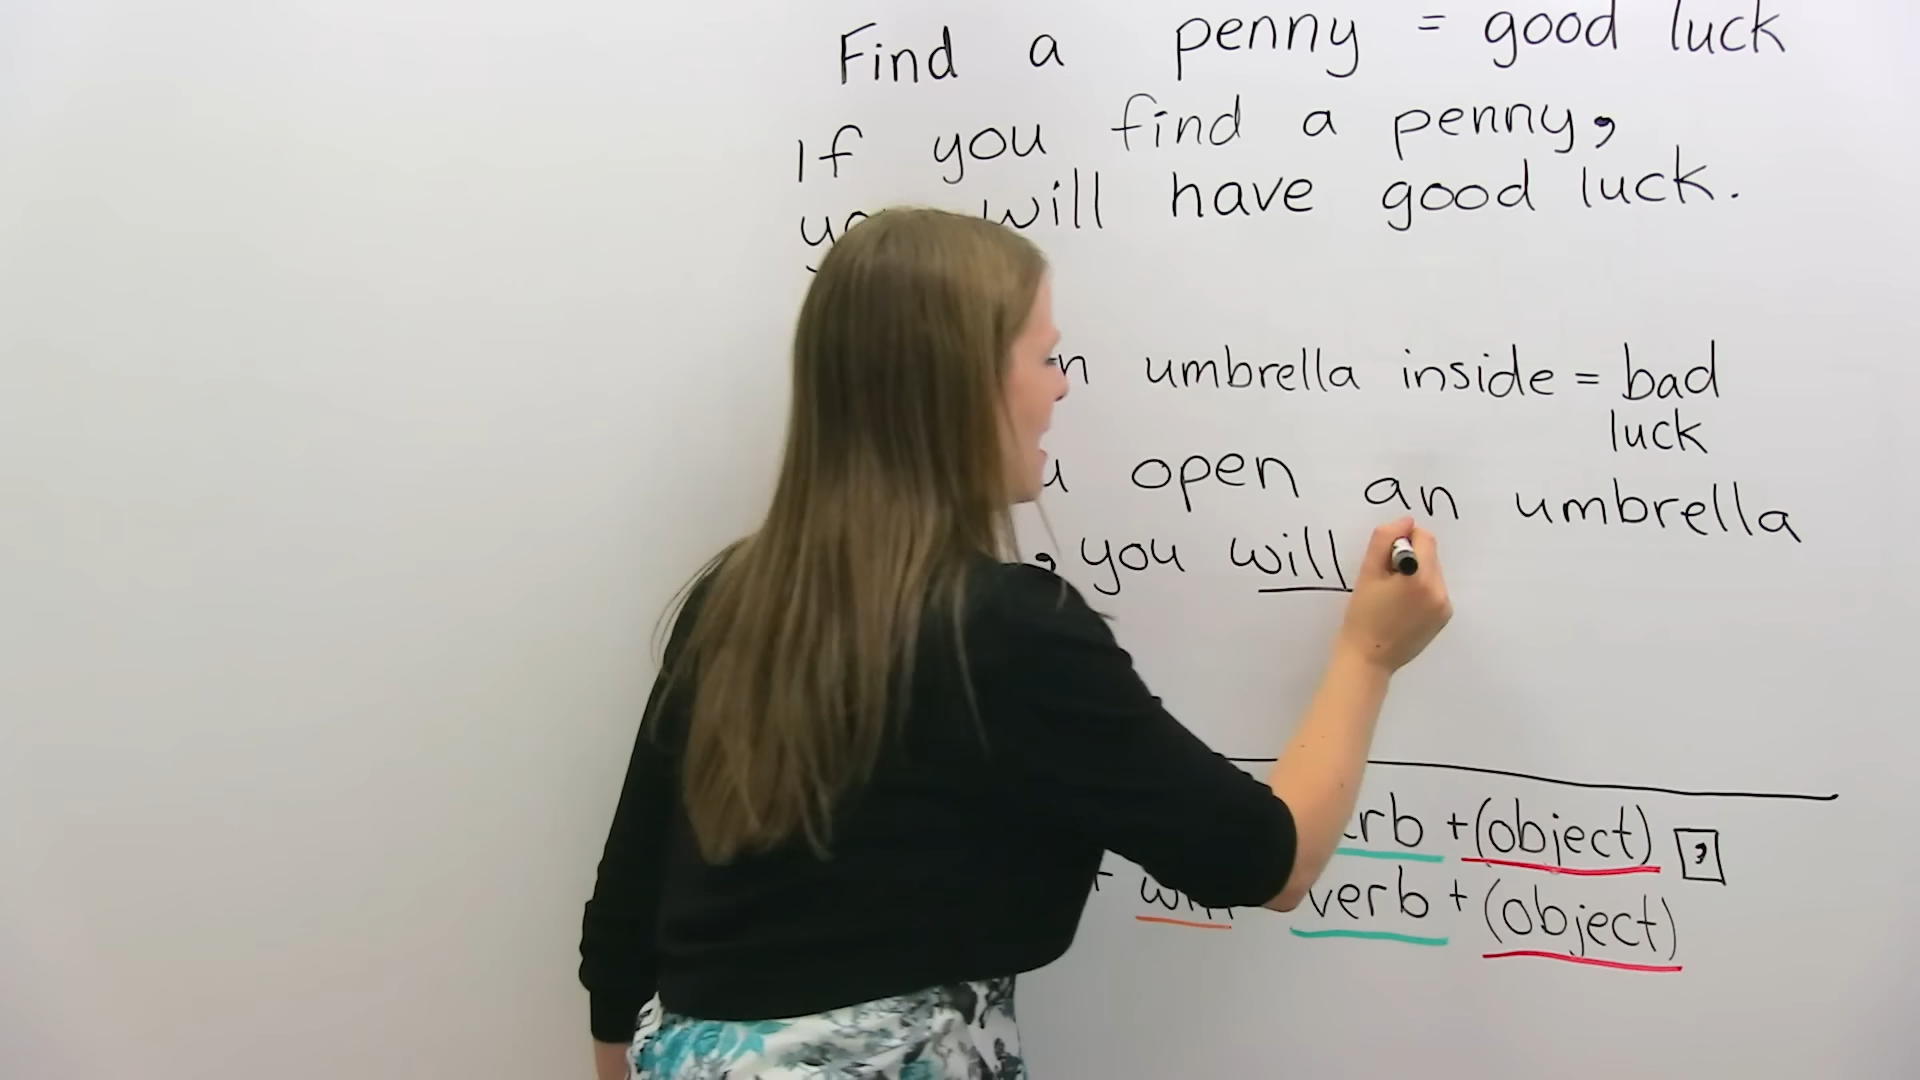 Find a penny = good luck
If you find a penny,
will have good luck.
umbrella inside = bad
luck
open an umbrella
, you will
+ (object) ,
+ will verb + (object)